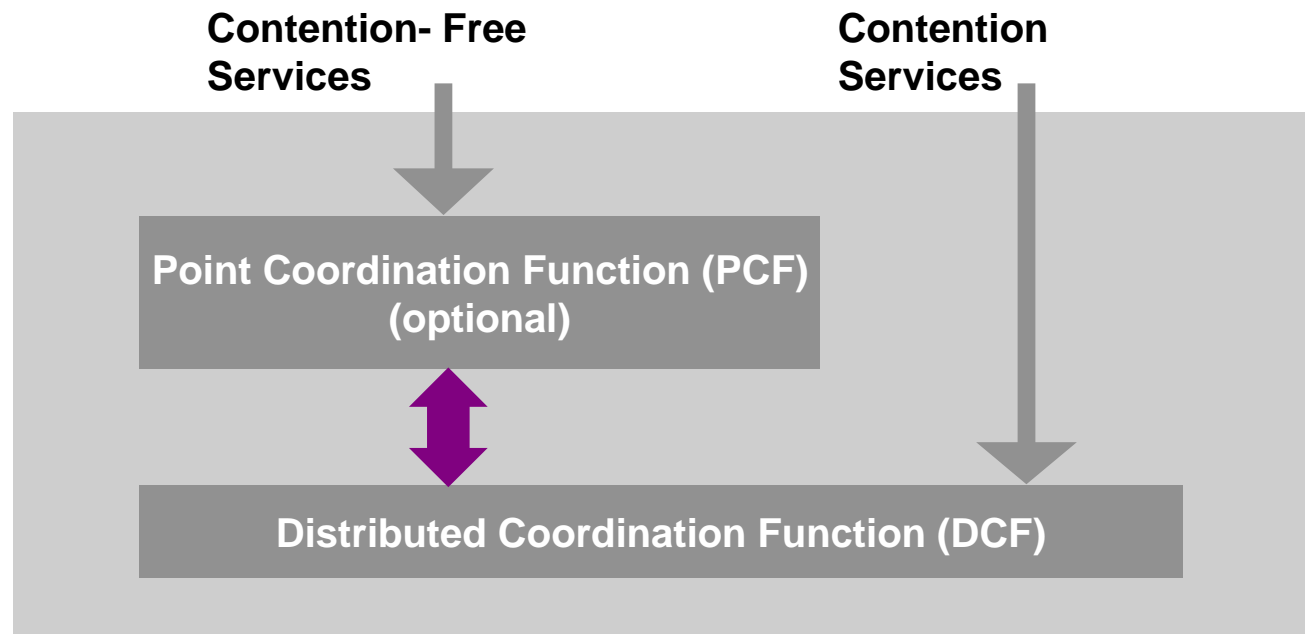 Contention- Free
Services
Contention
Services
Point Coordination Function (PCF)
(optional)
Distributed Coordination Function (DCF)